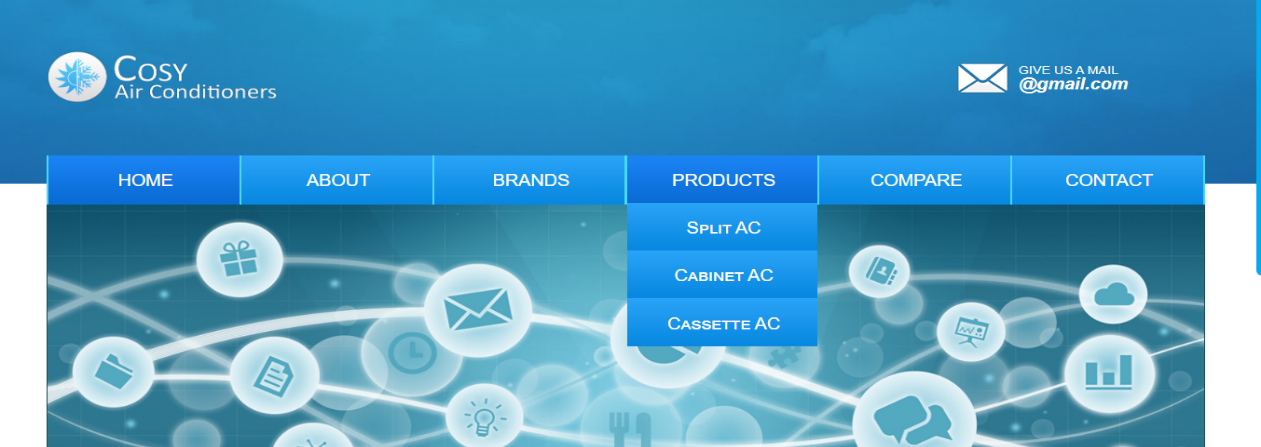 Cosy
Air Conditioners
GIVE US A MAIL
@gmail.com
HOME ABOUT BRANDS PRODUCTS COMPARE CONTACT
Split AC
Cabinet AC
Cassette AC